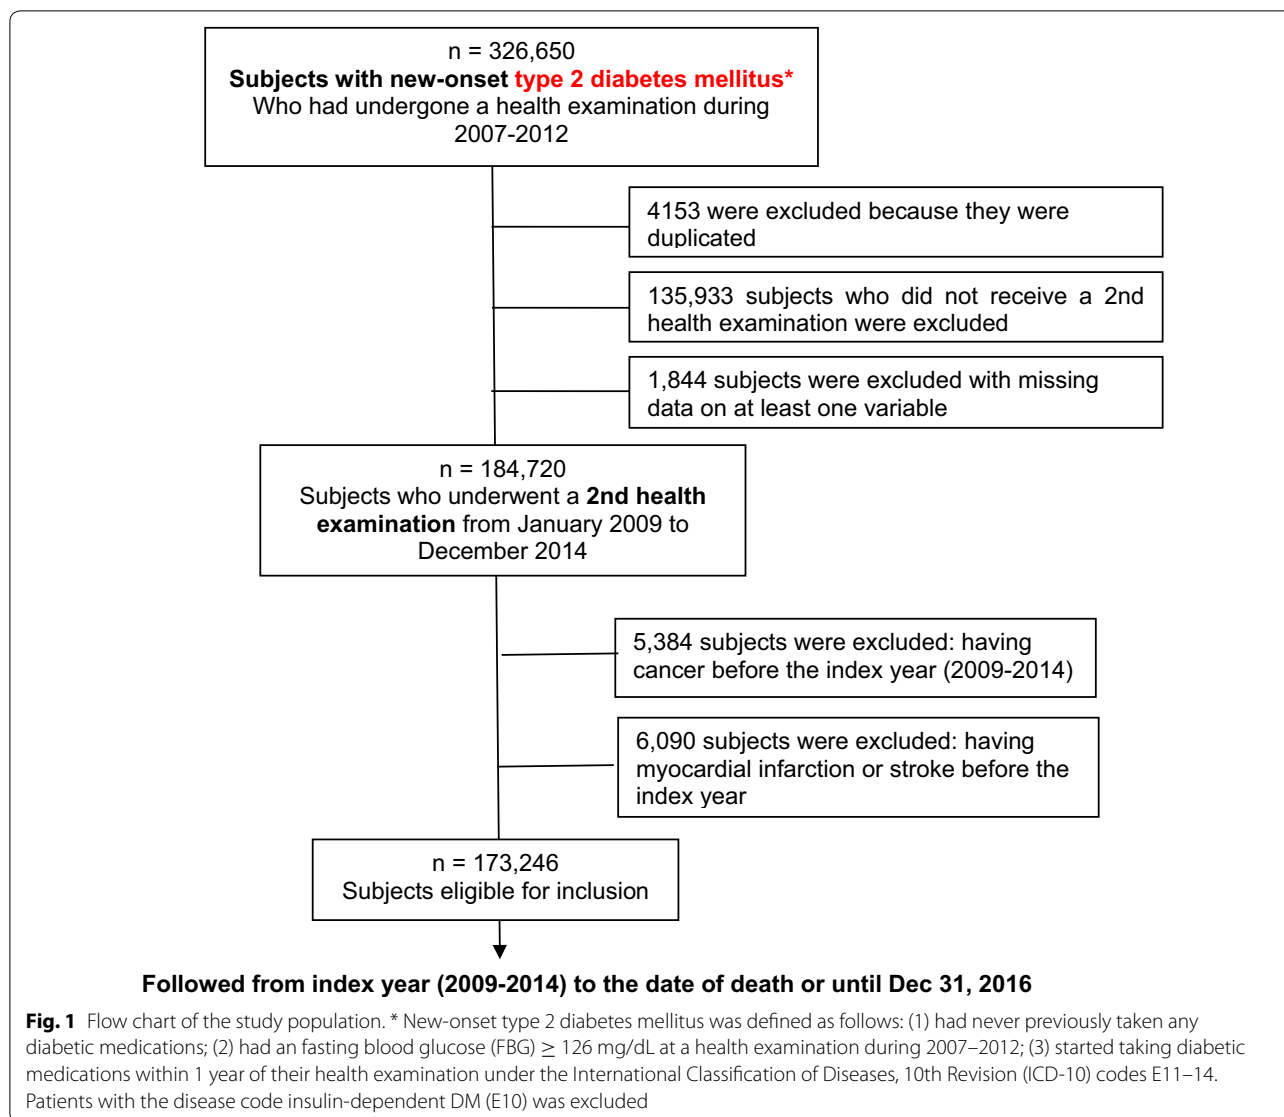 n = 326,650
Subjects with new-onset type 2 diabetes mellitus*
Who had undergone a health examination during
2007-2012
4153 were excluded because they were
duplicated
135,933 subjects who did not receive a 2nd
health examination were excluded
1,844 subjects were excluded with missing
data on at least one variable
n = 184,720
Subjects who underwent a 2nd health
examination from January 2009 to
December 2014
5,384 subjects were excluded: having
cancer before the index year (2009-2014)
6,090 subjects were excluded: having
myocardial infarction or stroke before the
index year
n = 173,246
Subjects eligible for inclusion
Followed from index year (2009-2014) to the date of death or until Dec 31, 2016
Fig. 1 Flow chart of the study population. * New-onset type 2 diabetes mellitus was defined as follows: (1) had never previously taken any
diabetic medications; (2) had an fasting blood glucose (FBG) ≥ 126 mg/dL at a health examination during 2007–2012; (3) started taking diabetic
medications within 1 year of their health examination under the International Classification of Diseases, 10th Revision (ICD-10) codes E11–14.
Patients with the disease code insulin-dependent DM (E10) was excluded